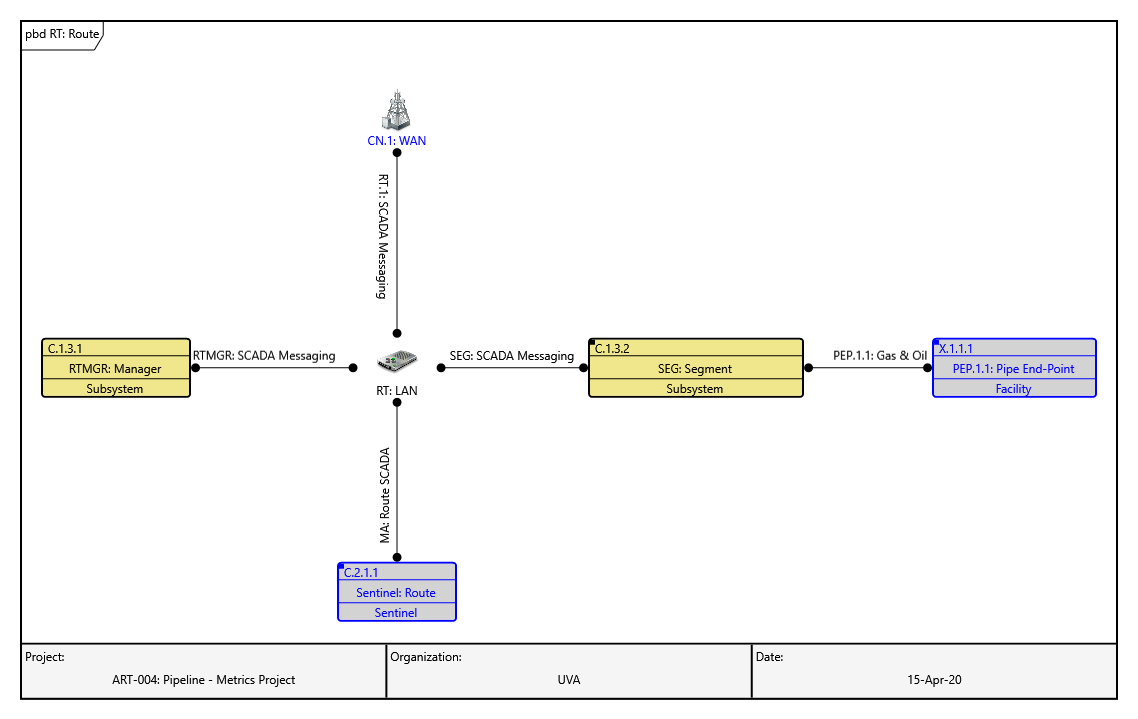 pbd RT: Route
CN.1: WAN
RT.1: SCADA Messaging
C.1.3.1
RTMGR: Manager
Subsystem
RTMGR: SCADA Messaging
RT: LAN
SEG: SCADA Messaging
C.1.3.2
SEG: Segment
Subsystem
PEP.1.1: Gas & Oil
X.1.1.1
PEP.1.1: Pipe End-Point
Facility
MA: Route SCADA
C.2.1.1
Sentinel: Route
Sentinel
Project:
ART-004: Pipeline - Metrics Project
Organization:
UVA
Date:
15-Apr-20